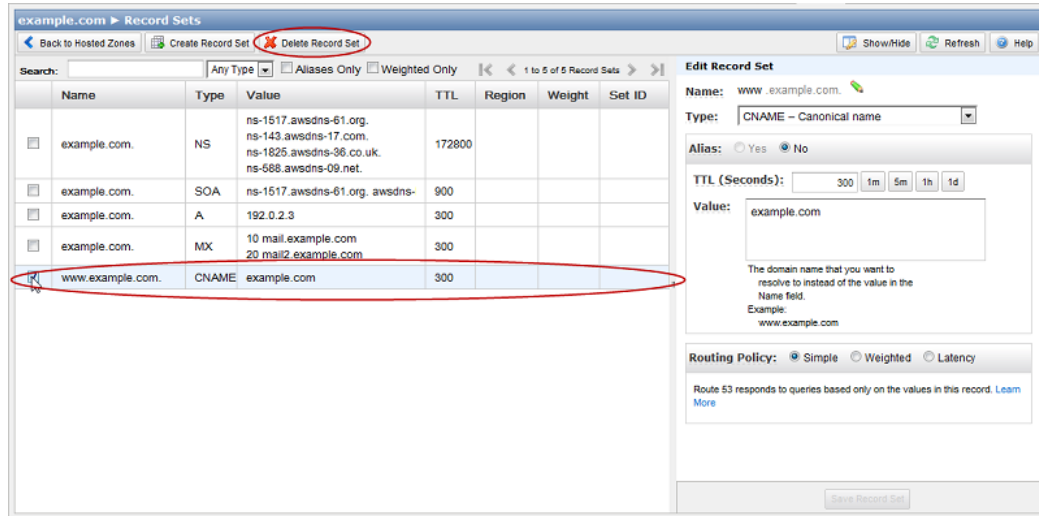 example.com ► Record Sets
Back to Hosted Zones Create Record Set Delete Record Set Show/Hide Refresh Help
Search: Any Type Aliases Only Weighted Only 1 to 5 of 5 Record Sets
Name Type Value TTL Region Weight Set ID
example.com. NS ns-1517.awsdns-61.org. 172800
ns-143.awsdns-17.com.
ns-1825.awsdns-36.co.uk.
ns-588.awsdns-09.net.
example.com. SOA ns-1517.awsdns-61.org. awsdns- 900
example.com. A 192.0.2.3 300
example.com. MX 10 mail.example.com 300
20 mail2.example.com
www.example.com. CNAME example.com 300
Edit Record Set
Name: www .example.com.
Type: CNAME – Canonical name
Alias: Yes No
TTL (Seconds): 300 1m 5m 1h 1d
Value: example.com
The domain name that you want to
resolve to instead of the value in the
Name field.
Example:
www.example.com
Routing Policy: Simple Weighted Latency
Route 53 responds to queries based only on the values in this record. Learn
More
Save Record Set